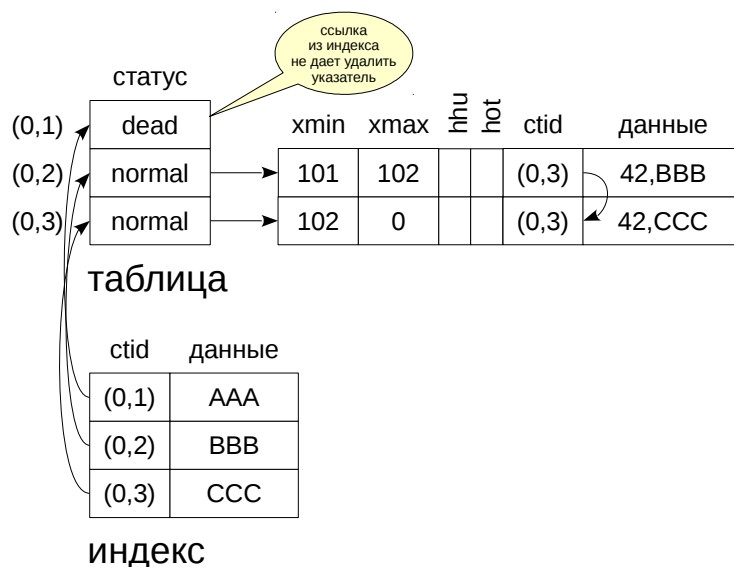 ссылка
из индекса
не дает удалить
указатель
статус
xmin xmax hhu hot ctid данные
(0,1) dead
(0,2) normal 101 102 (0,3) 42,BBB
(0,3) normal 102 0 (0,3) 42,CCC
таблица
ctid данные
(0,1) AAA
(0,2) BBB
(0,3) CCC
индекс